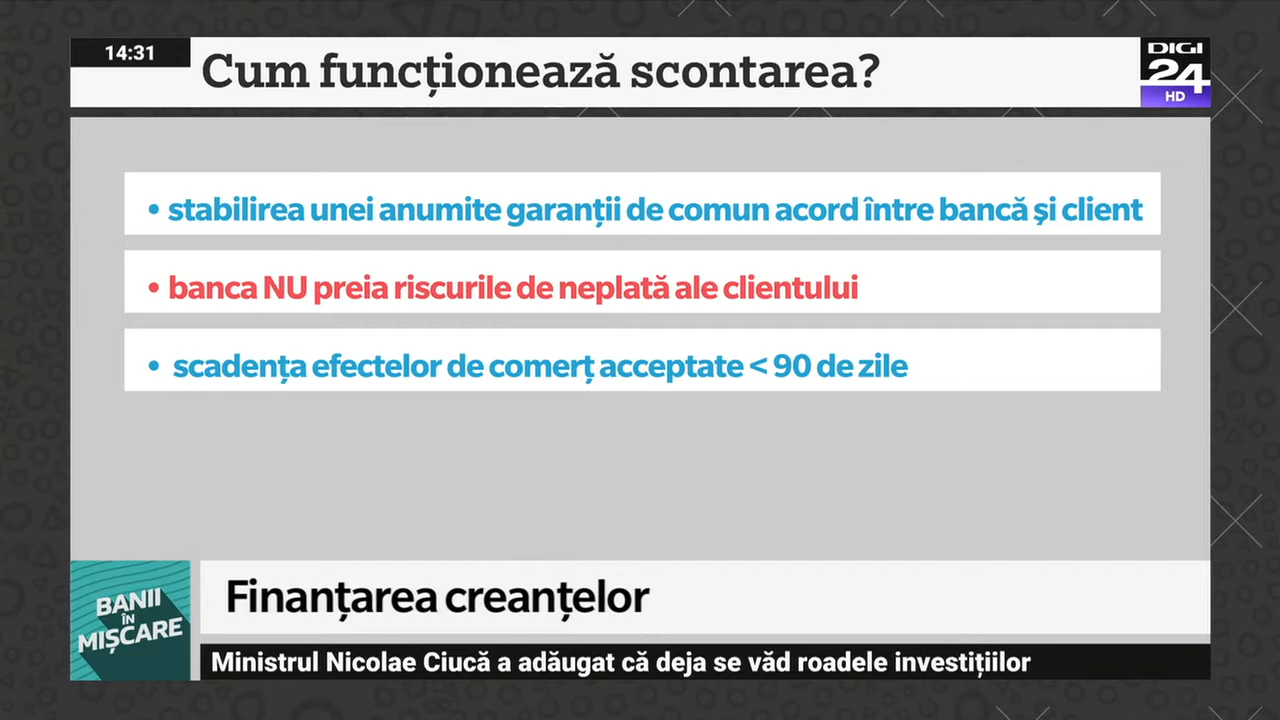 14:31
Cum funcționează scontarea?
DIGI
24
HD
• stabilirea unei anumite garanții de comun acord între bancă și client
• banca NU preia riscurile de neplată ale clientului
• scadența efectelor de comerț acceptate < 90 de zile
BANII
ÎN
MIȘCARE
Finanțarea creanțelor
Ministrul Nicolae Ciucă a adăugat că deja se văd roadele investițiilor